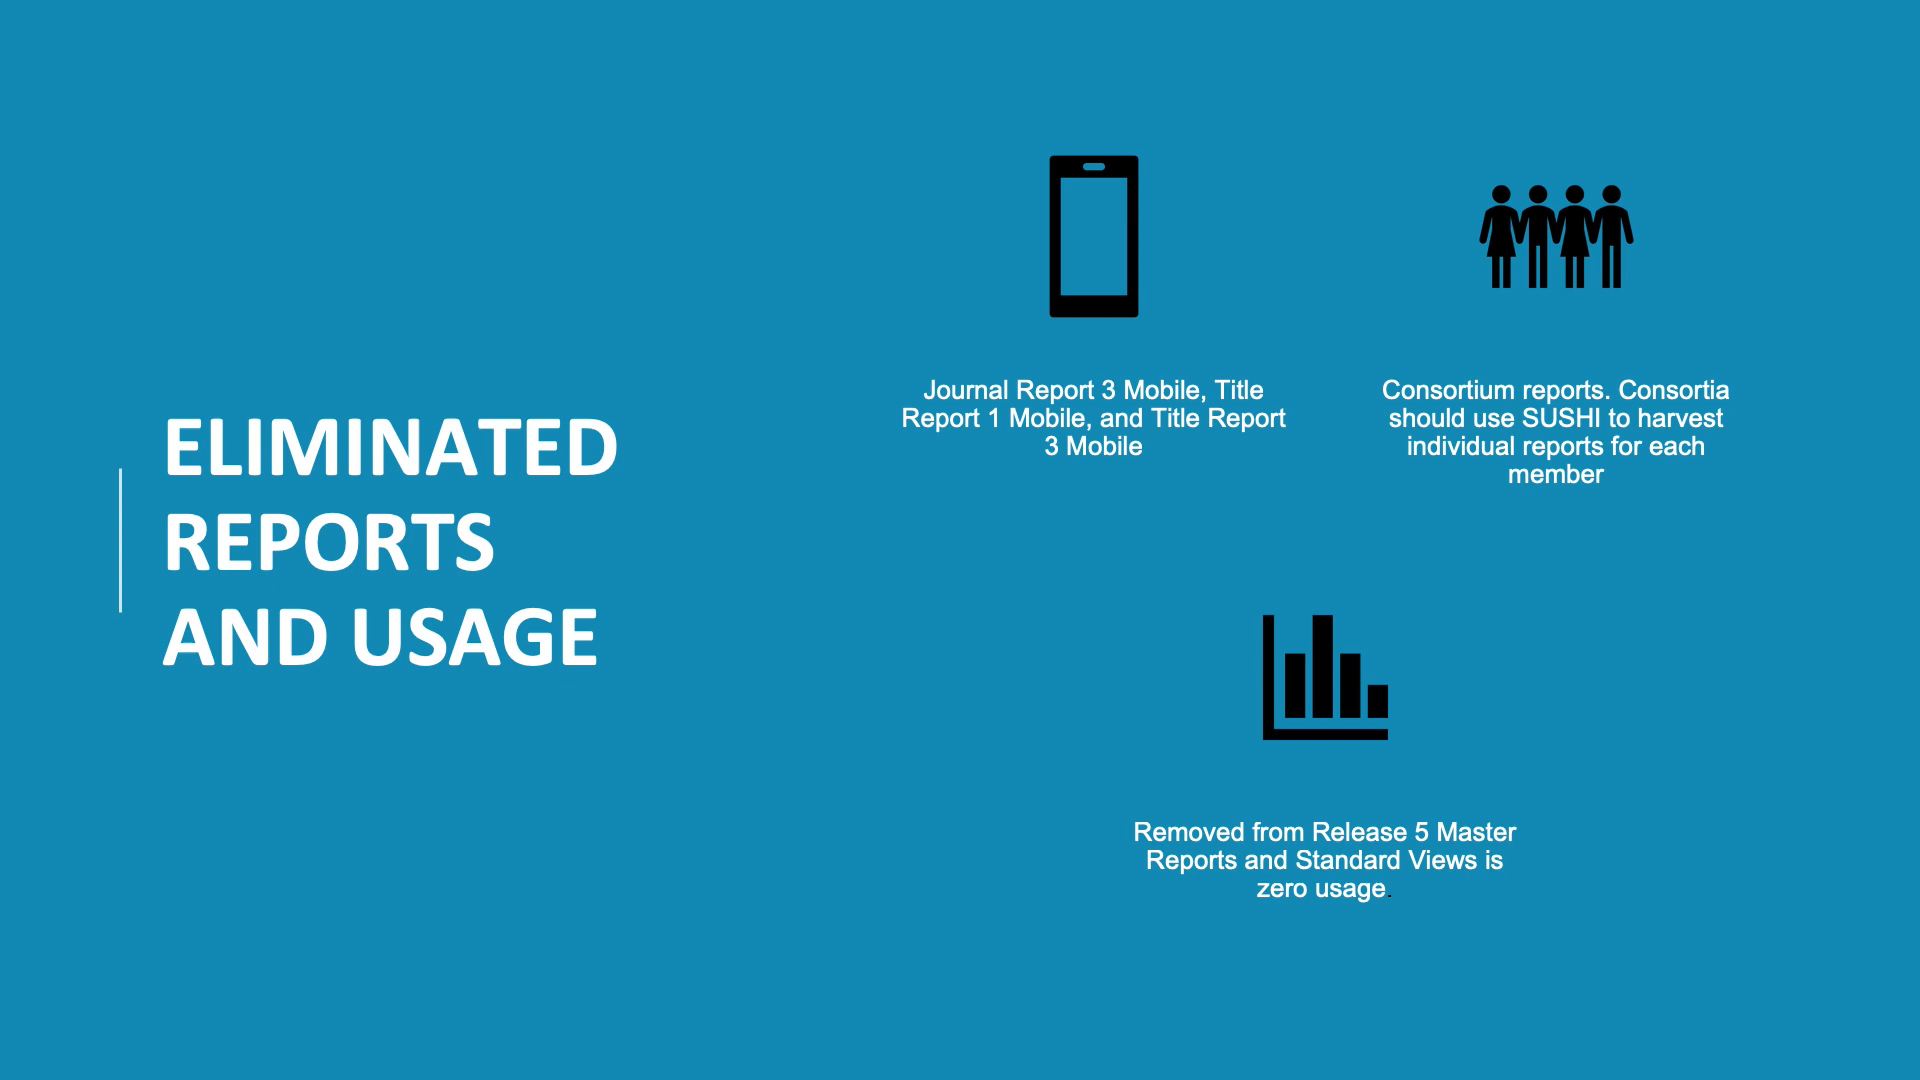 ELIMINATED
REPORTS
AND USAGE
Journal Report 3 Mobile, Title
Report 1 Mobile, and Title Report
3 Mobile
Consortium reports. Consortia
should use SUSHI to harvest
individual reports for each
member
Removed from Release 5 Master
Reports and Standard Views is
zero usage.